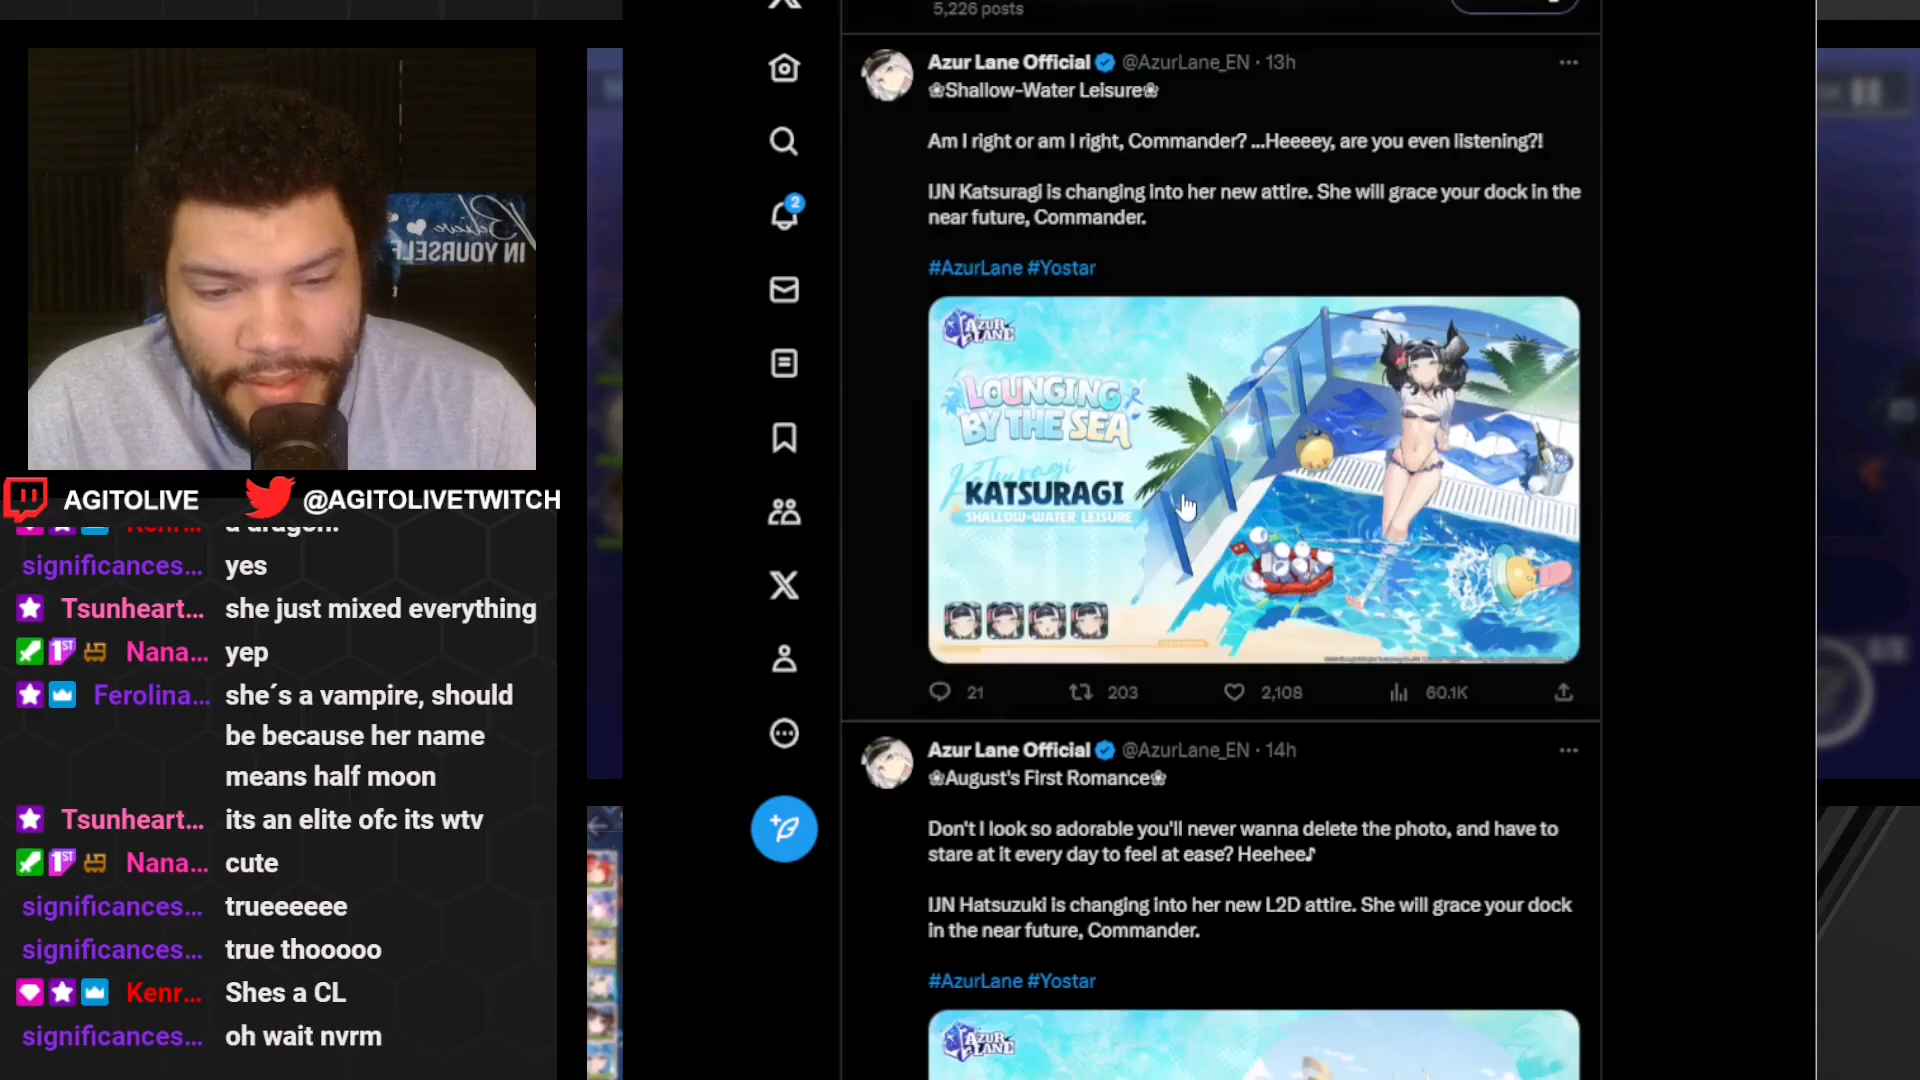 5,226 posts
Azur Lane Official @AzurLane_EN · 13h
❀Shallow-Water Leisure❀
Am I right or am I right, Commander? ...Heeeey, are you even listening?!
IJN Katsuragi is changing into her new attire. She will grace your dock in the
near future, Commander.
#AzurLane #Yostar
AZUR LANE
LOUNGING
BY THE SEA
Katsuragi
KATSURAGI
SHALLOW-WATER LEISURE
21 203 2,108 60.1K
Azur Lane Official @AzurLane_EN · 14h
❀August's First Romance❀
Don't I look so adorable you'll never wanna delete the photo, and have to
stare at it every day to feel at ease? Heehee♪
IJN Hatsuzuki is changing into her new L2D attire. She will grace your dock
in the near future, Commander.
#AzurLane #Yostar
AZUR LANE
2
Believe
IN YOURSELF
AGITOLIVE @AGITOLIVETWITCH
Kenr... a dragon.
significances... yes
Tsunheart... she just mixed everything
1ST Nana... yep
Ferolina... she´s a vampire, should
be because her name
means half moon
Tsunheart... its an elite ofc its wtv
1ST Nana... cute
significances... trueeeeee
significances... true thooooo
Kenr... Shes a CL
significances... oh wait nvrm